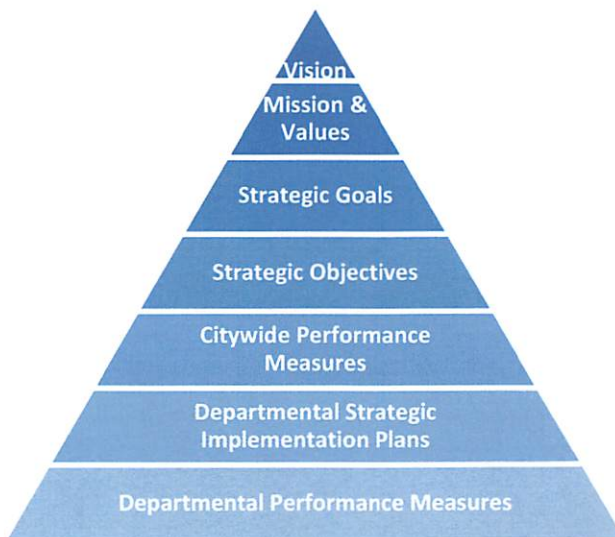 Vision
Mission &
Values
Strategic Goals
Strategic Objectives
Citywide Performance
Measures
Departmental Strategic
Implementation Plans
Departmental Performance Measures